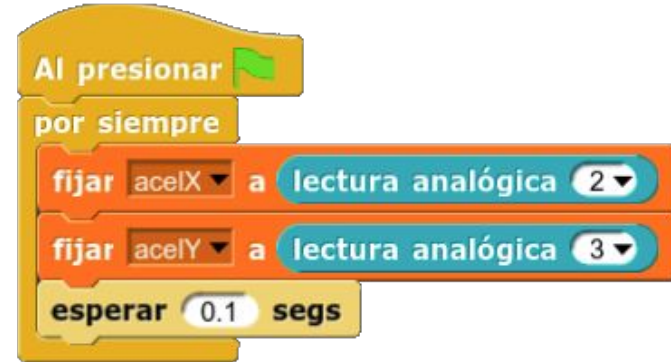 Al presionar
por siempre
fijar acelX a lectura analógica 2
fijar acelY a lectura analógica 3
esperar 0.1 segs